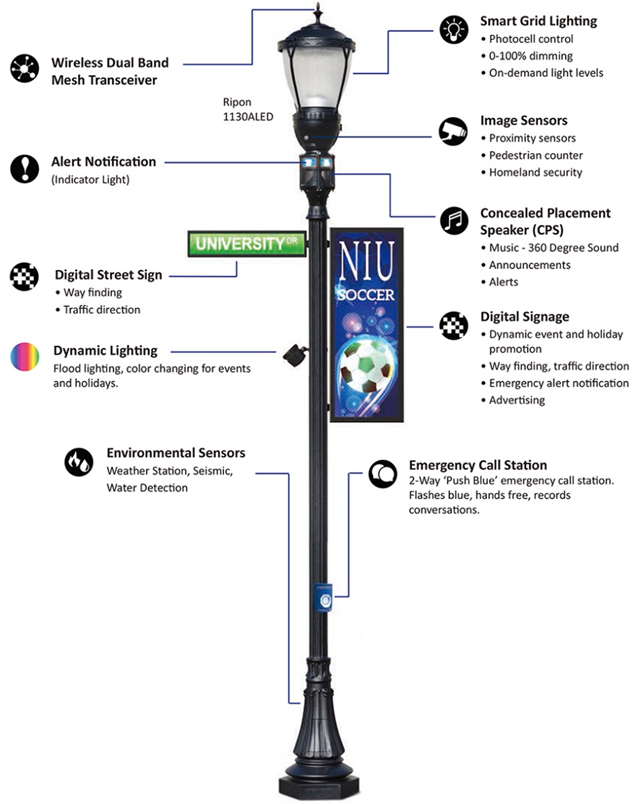 Wireless Dual Band
Mesh Transceiver
Ripon
1130ALED
Alert Notification
(Indicator Light)
UNIVERSITY DR
Digital Street Sign
• Way finding
• Traffic direction
Dynamic Lighting
Flood lighting, color changing for events
and holidays.
Environmental Sensors
Weather Station, Seismic,
Water Detection
Smart Grid Lighting
• Photocell control
• 0-100% dimming
• On-demand light levels
Image Sensors
• Proximity sensors
• Pedestrian counter
• Homeland security
Concealed Placement
Speaker (CPS)
• Music - 360 Degree Sound
• Announcements
• Alerts
NIU
SOCCER
Digital Signage
• Dynamic event and holiday
promotion
• Way finding, traffic direction
• Emergency alert notification
• Advertising
Emergency Call Station
2-Way ‘Push Blue’ emergency call station.
Flashes blue, hands free, records
conversations.